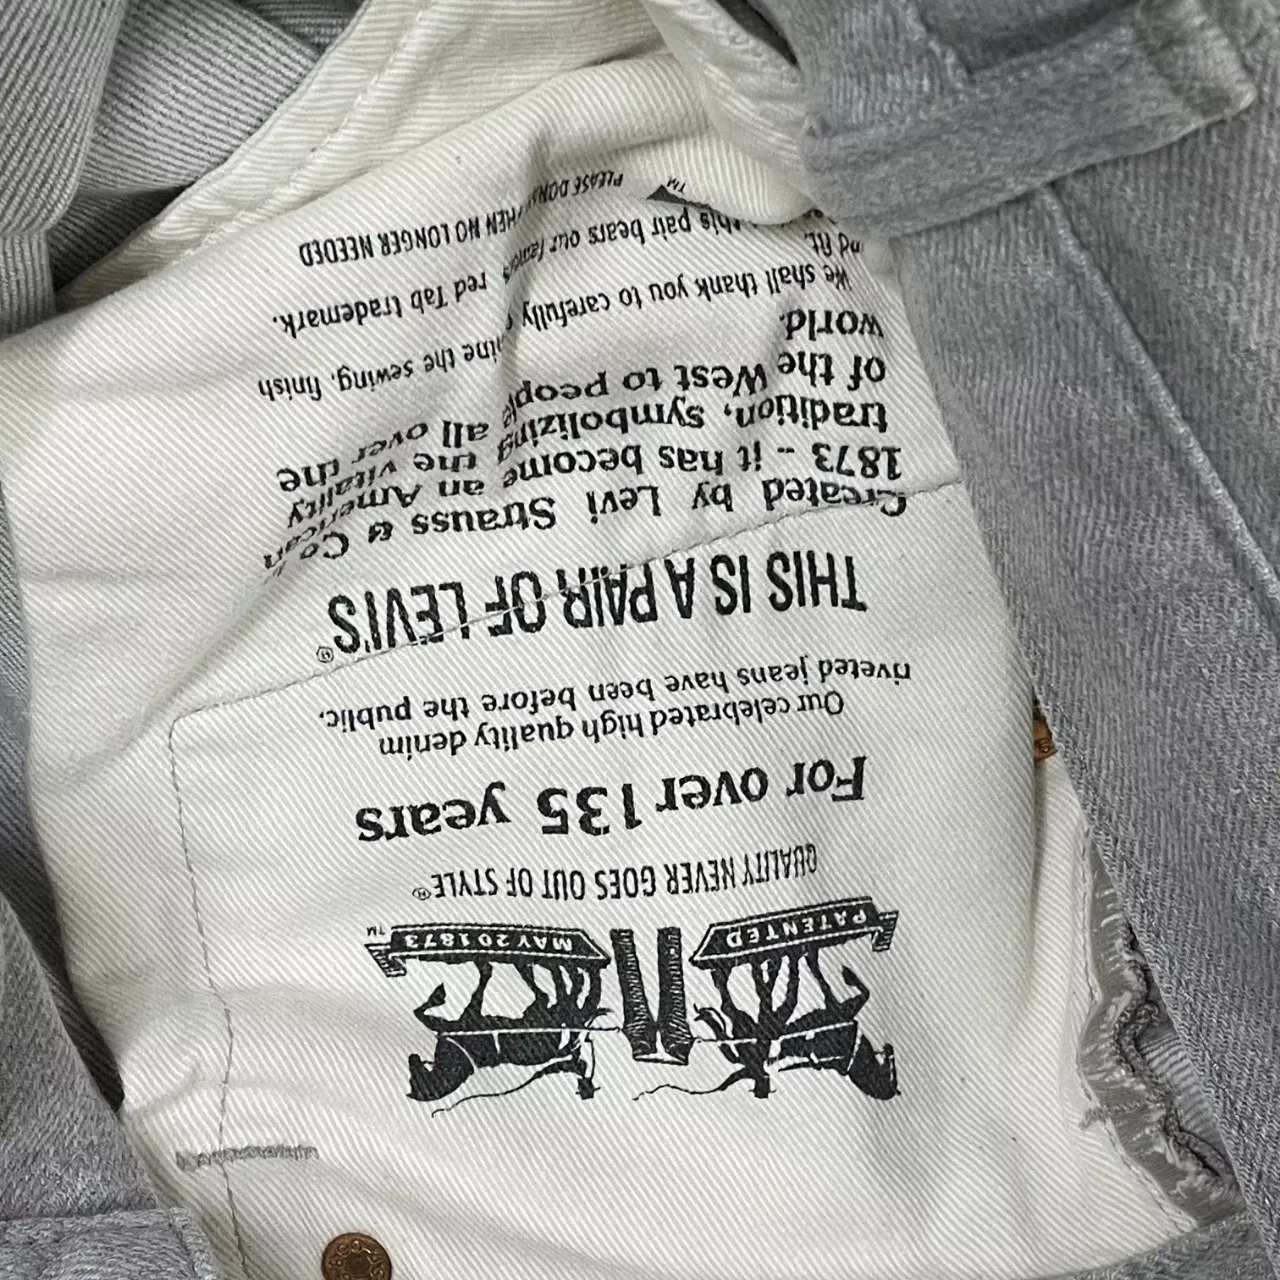 PATENTED MAY 20 1873 ™
QUALITY NEVER GOES OUT OF STYLE®
For over 135 years
Our celebrated high quality denim
riveted jeans have been before the public.
THIS IS A PAIR OF LEVI'S®
Created by Levi Strauss & Co. in
1873 -- it has become an American
tradition, symbolizing the vitality
of the West to people all over the
world.
We shall thank you to carefully the sewing, finish
fit.
this pair bears our famous red Tab trademark.
™
PLEASE WHEN NO LONGER NEEDED